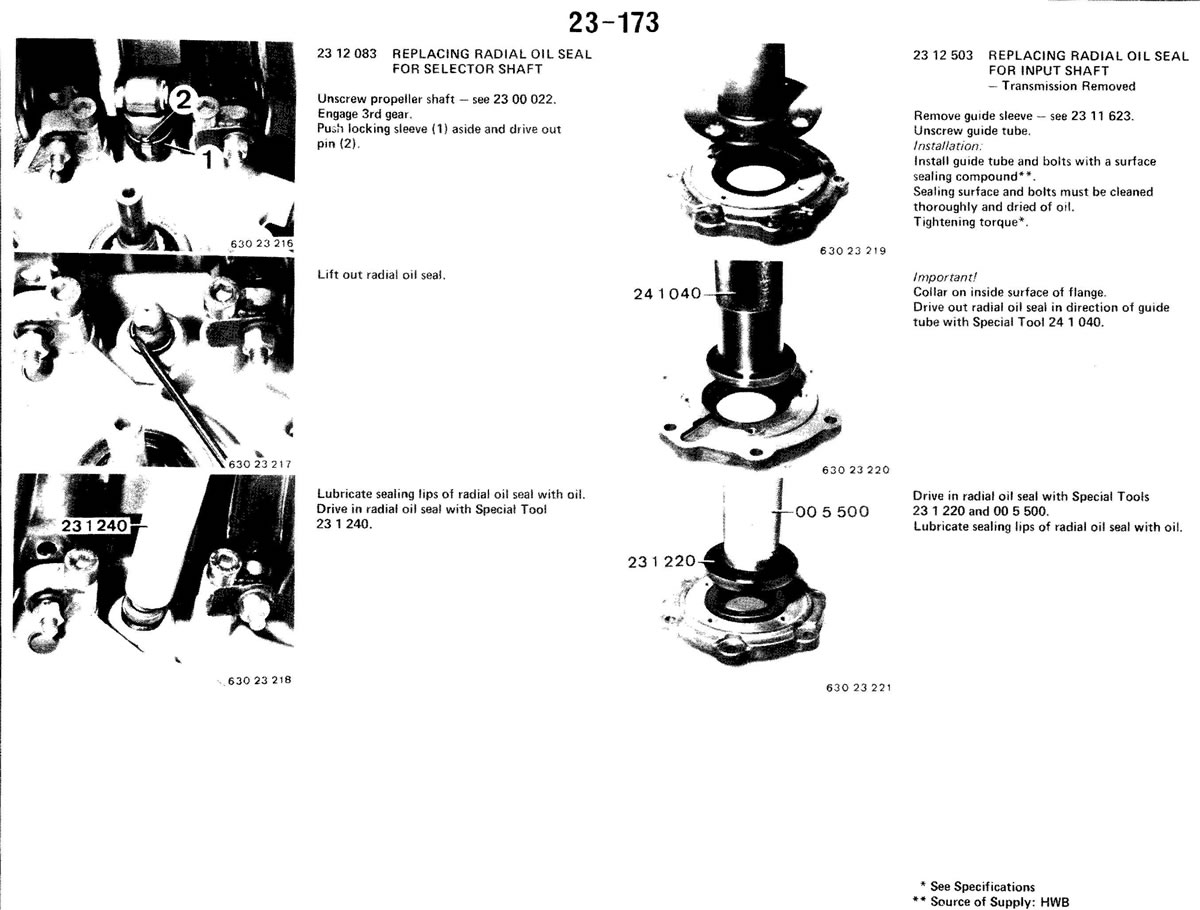 23-173
23 12 083 REPLACING RADIAL OIL SEAL
FOR SELECTOR SHAFT
Unscrew propeller shaft – see 23 00 022.
Engage 3rd gear.
Push locking sleeve (1) aside and drive out
pin (2).
2
1
630 23 216
Lift out radial oil seal.
630 23 217
Lubricate sealing lips of radial oil seal with oil.
Drive in radial oil seal with Special Tool
23 1 240.
23 1 240
630 23 218
23 12 503 REPLACING RADIAL OIL SEAL
FOR INPUT SHAFT
– Transmission Removed
Remove guide sleeve – see 23 11 623.
Unscrew guide tube.
Installation:
Install guide tube and bolts with a surface
sealing compound**.
Sealing surface and bolts must be cleaned
thoroughly and dried of oil.
Tightening torque*.
630 23 219
Important!
Collar on inside surface of flange.
Drive out radial oil seal in direction of guide
tube with Special Tool 24 1 040.
24 1 040
630 23 220
Drive in radial oil seal with Special Tools
23 1 220 and 00 5 500.
Lubricate sealing lips of radial oil seal with oil.
00 5 500
23 1 220
630 23 221
* See Specifications
** Source of Supply: HWB